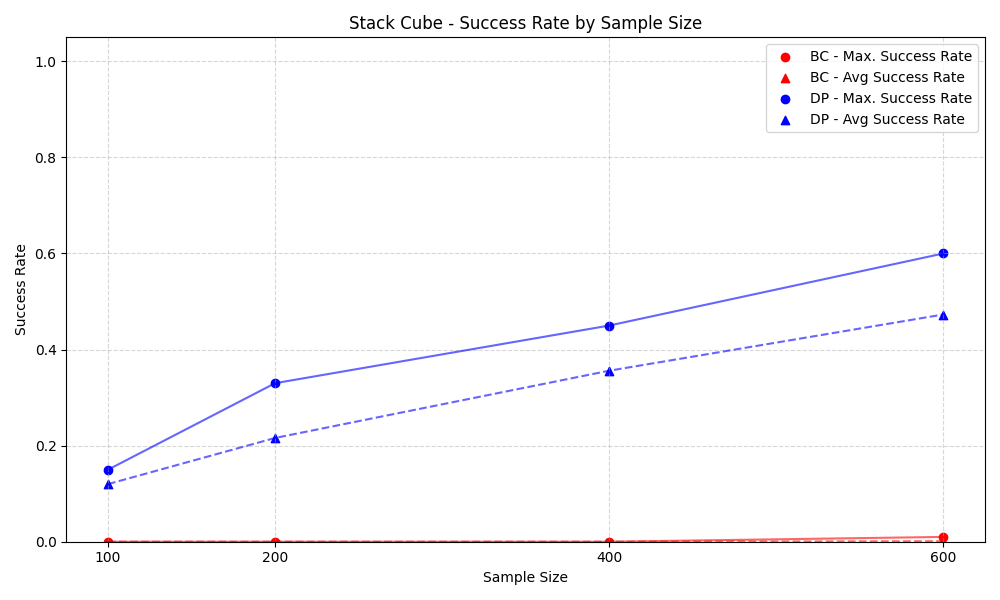 Stack Cube - Success Rate by Sample Size
BC - Max. Success Rate
BC - Avg Success Rate
DP - Max. Success Rate
DP - Avg Success Rate
1.0
0.8
0.6
0.4
0.2
0.0
Success Rate
100 200 400 600
Sample Size